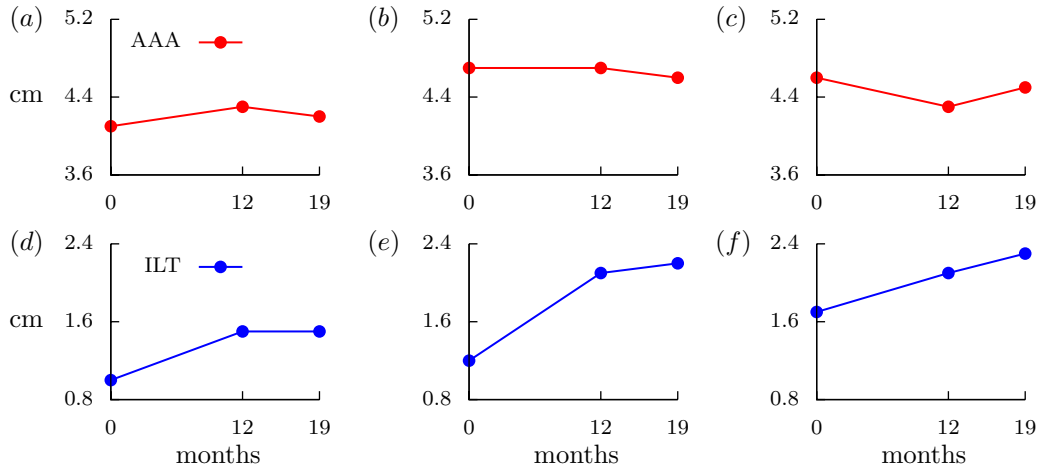 (a) 5.2 (b) 5.2 (c) 5.2
AAA
cm 4.4 4.4 4.4
3.6 3.6 3.6
0 12 19 0 12 19 0 12 19
(d) 2.4 (e) 2.4 (f) 2.4
ILT
cm 1.6 1.6 1.6
0.8 0.8 0.8
0 12 19 0 12 19 0 12 19
months months months